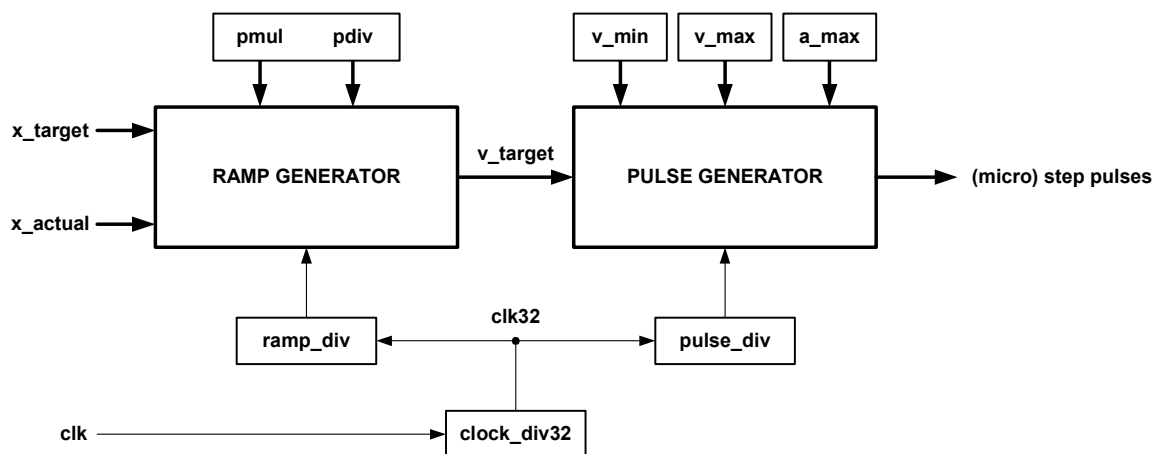 pmul pdiv
v_min
v_max
a_max
x_target
x_actual
RAMP GENERATOR
v_target
PULSE GENERATOR
(micro) step pulses
ramp_div
clk32
pulse_div
clk
clock_div32